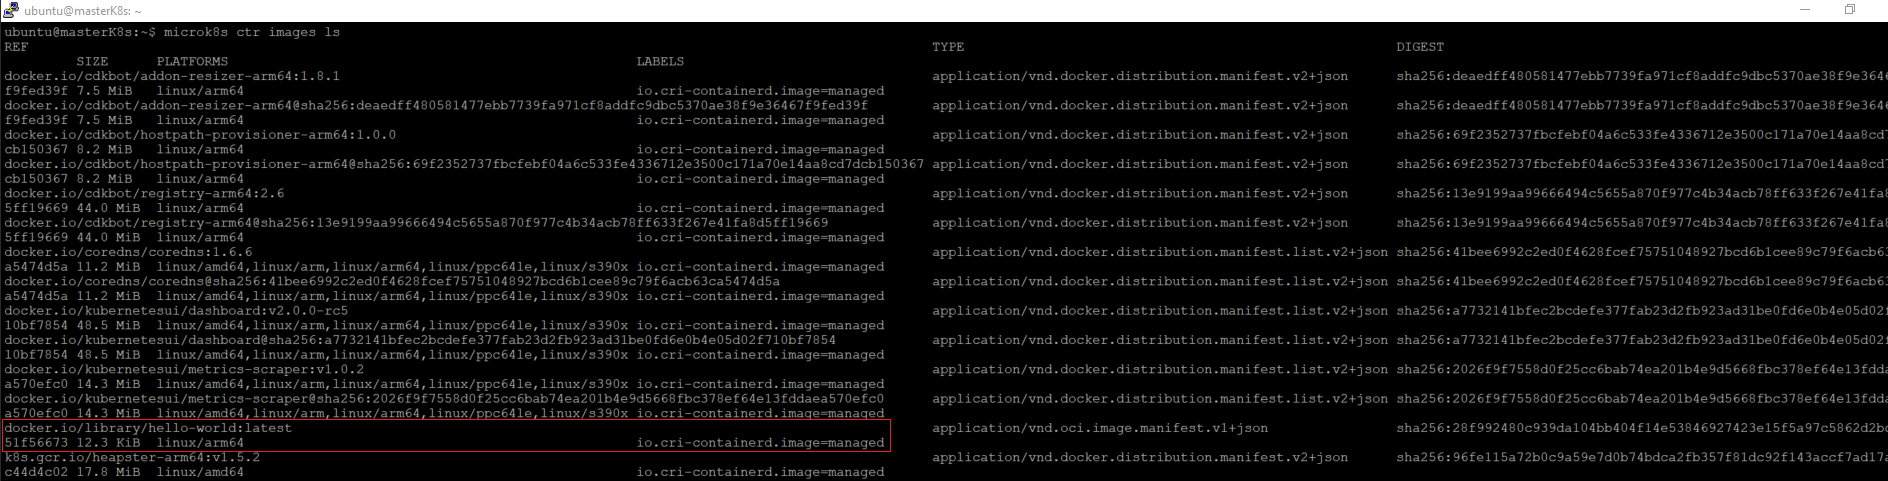 ubuntu@masterK8s: ~
ubuntu@masterK8s:~$ microk8s ctr images ls
REF TYPE DIGEST
SIZE PLATFORMS LABELS
docker.io/cdkbot/addon-resizer-arm64:1.8.1 application/vnd.docker.distribution.manifest.v2+json sha256:deaedff480581477ebb7739fa971cf8addfc9dbc5370ae38f9e3646
f9fed39f 7.5 MiB linux/arm64 io.cri-containerd.image=managed
docker.io/cdkbot/addon-resizer-arm64@sha256:deaedff480581477ebb7739fa971cf8addfc9dbc5370ae38f9e36467f9fed39f application/vnd.docker.distribution.manifest.v2+json sha256:deaedff480581477ebb7739fa971cf8addfc9dbc5370ae38f9e3646
f9fed39f 7.5 MiB linux/arm64 io.cri-containerd.image=managed
docker.io/cdkbot/hostpath-provisioner-arm64:1.0.0 application/vnd.docker.distribution.manifest.v2+json sha256:69f2352737fbcfebf04a6c533fe4336712e3500c171a70e14aa8cd7
cb150367 8.2 MiB linux/arm64 io.cri-containerd.image=managed
docker.io/cdkbot/hostpath-provisioner-arm64@sha256:69f2352737fbcfebf04a6c533fe4336712e3500c171a70e14aa8cd7dcb150367 application/vnd.docker.distribution.manifest.v2+json sha256:69f2352737fbcfebf04a6c533fe4336712e3500c171a70e14aa8cd7
cb150367 8.2 MiB linux/arm64 io.cri-containerd.image=managed
docker.io/cdkbot/registry-arm64:2.6 application/vnd.docker.distribution.manifest.v2+json sha256:13e9199aa99666494c5655a870f977c4b34acb78ff633f267e41fa8
5ff19669 44.0 MiB linux/arm64 io.cri-containerd.image=managed
docker.io/cdkbot/registry-arm64@sha256:13e9199aa99666494c5655a870f977c4b34acb78ff633f267e41fa8d5ff19669 application/vnd.docker.distribution.manifest.v2+json sha256:13e9199aa99666494c5655a870f977c4b34acb78ff633f267e41fa8
5ff19669 44.0 MiB linux/arm64 io.cri-containerd.image=managed
docker.io/coredns/coredns:1.6.6 application/vnd.docker.distribution.manifest.list.v2+json sha256:41bee6992c2ed0f4628fcef75751048927bcd6b1cee89c79f6acb63
a5474d5a 11.2 MiB linux/amd64,linux/arm,linux/arm64,linux/ppc64le,linux/s390x io.cri-containerd.image=managed
docker.io/coredns/coredns@sha256:41bee6992c2ed0f4628fcef75751048927bcd6b1cee89c79f6acb63ca5474d5a application/vnd.docker.distribution.manifest.list.v2+json sha256:41bee6992c2ed0f4628fcef75751048927bcd6b1cee89c79f6acb63
a5474d5a 11.2 MiB linux/amd64,linux/arm,linux/arm64,linux/ppc64le,linux/s390x io.cri-containerd.image=managed
docker.io/kubernetesui/dashboard:v2.0.0-rc5 application/vnd.docker.distribution.manifest.list.v2+json sha256:a7732141bfec2bcdefe377fab23d2fb923ad31be0fd6e0b4e05d02f
10bf7854 48.5 MiB linux/amd64,linux/arm,linux/arm64,linux/ppc64le,linux/s390x io.cri-containerd.image=managed
docker.io/kubernetesui/dashboard@sha256:a7732141bfec2bcdefe377fab23d2fb923ad31be0fd6e0b4e05d02f710bf7854 application/vnd.docker.distribution.manifest.list.v2+json sha256:a7732141bfec2bcdefe377fab23d2fb923ad31be0fd6e0b4e05d02f
10bf7854 48.5 MiB linux/amd64,linux/arm,linux/arm64,linux/ppc64le,linux/s390x io.cri-containerd.image=managed
docker.io/kubernetesui/metrics-scraper:v1.0.2 application/vnd.docker.distribution.manifest.list.v2+json sha256:2026f9f7558d0f25cc6bab74ea201b4e9d5668fbc378ef64e13fdda
a570efc0 14.3 MiB linux/amd64,linux/arm,linux/arm64,linux/ppc64le,linux/s390x io.cri-containerd.image=managed
docker.io/kubernetesui/metrics-scraper@sha256:2026f9f7558d0f25cc6bab74ea201b4e9d5668fbc378ef64e13fddaea570efc0 application/vnd.docker.distribution.manifest.list.v2+json sha256:2026f9f7558d0f25cc6bab74ea201b4e9d5668fbc378ef64e13fdda
a570efc0 14.3 MiB linux/amd64,linux/arm,linux/arm64,linux/ppc64le,linux/s390x io.cri-containerd.image=managed
docker.io/library/hello-world:latest application/vnd.oci.image.manifest.v1+json sha256:28f992480c939da104bb404f14e53846927423e15f5a97c5862d2bc
51f56673 12.3 KiB linux/arm64 io.cri-containerd.image=managed
k8s.gcr.io/heapster-arm64:v1.5.2 application/vnd.docker.distribution.manifest.v2+json sha256:96fe115a72b0c9a59e7d0b74bdca2fb357f81dc92f143accf7ad17a
c44d4c02 17.8 MiB linux/amd64 io.cri-containerd.image=managed